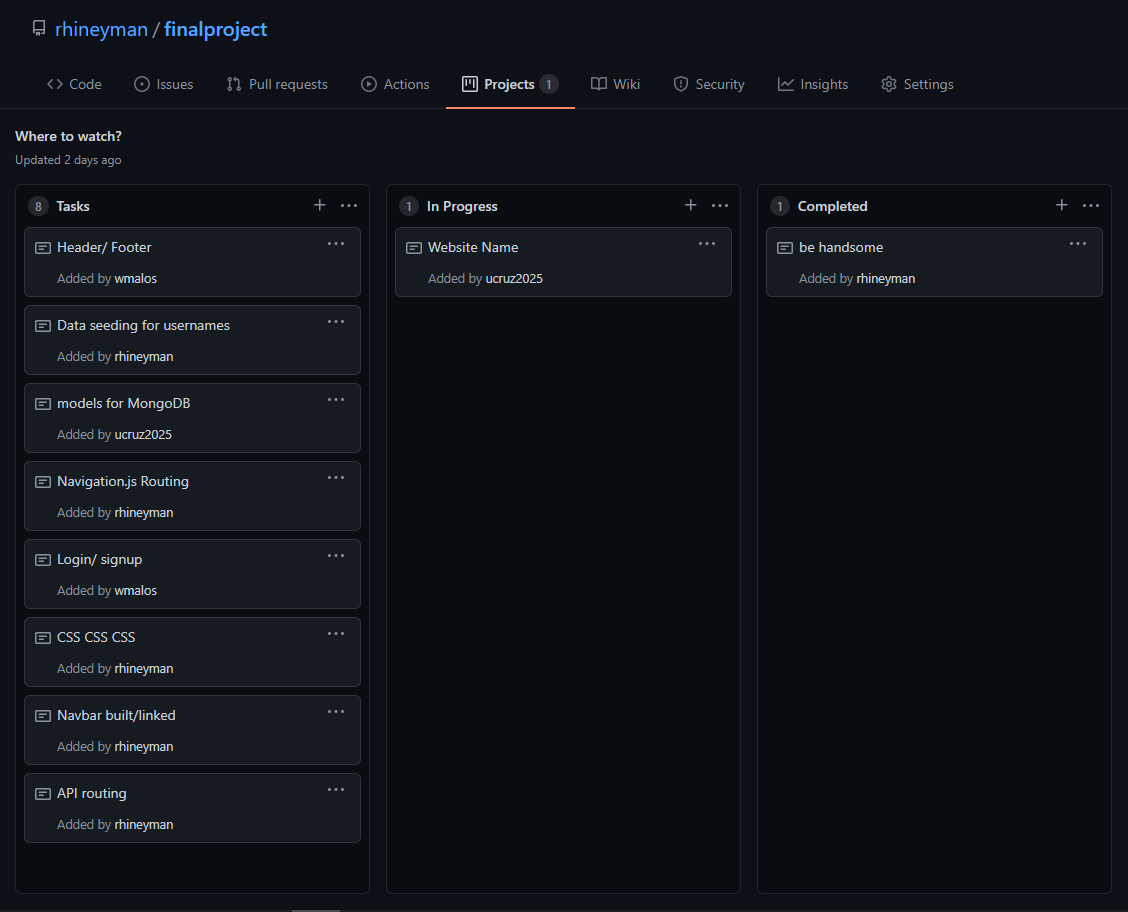 rhineyman / finalproject
Code Issues Pull requests Actions Projects 1 Wiki Security Insights Settings
Where to watch?
Updated 2 days ago
8 Tasks
Header/ Footer
Added by wmalos
Data seeding for usernames
Added by rhineyman
models for MongoDB
Added by ucruz2025
Navigation.js Routing
Added by rhineyman
Login/ signup
Added by wmalos
CSS CSS CSS
Added by rhineyman
Navbar built/linked
Added by rhineyman
API routing
Added by rhineyman
1 In Progress
Website Name
Added by ucruz2025
1 Completed
be handsome
Added by rhineyman